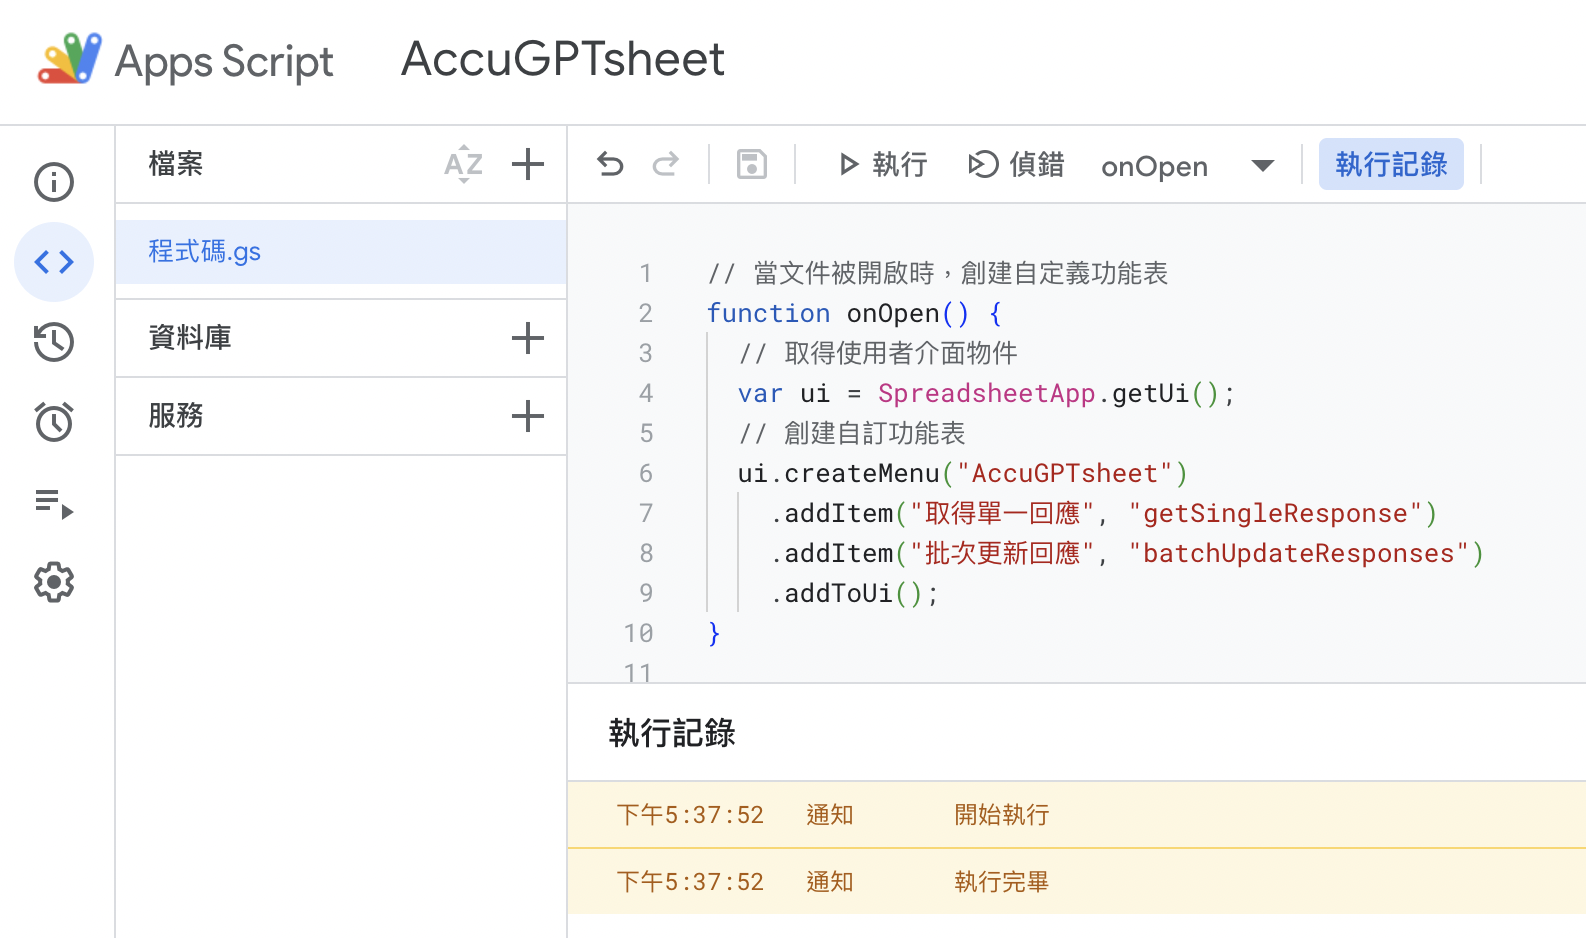 Apps Script AccuGPTsheet
檔案 AZ
執行 偵錯 onOpen 執行記錄
程式碼.gs
資料庫
服務
1 // 當文件被開啟時，創建自定義功能表
2 function onOpen() {
3 // 取得使用者介面物件
4 var ui = SpreadsheetApp.getUi();
5 // 創建自訂功能表
6 ui.createMenu("AccuGPTsheet")
7 .addItem("取得單一回應", "getSingleResponse")
8 .addItem("批次更新回應", "batchUpdateResponses")
9 .addToUi();
10 }
11
執行記錄
下午5:37:52 通知 開始執行
下午5:37:52 通知 執行完畢